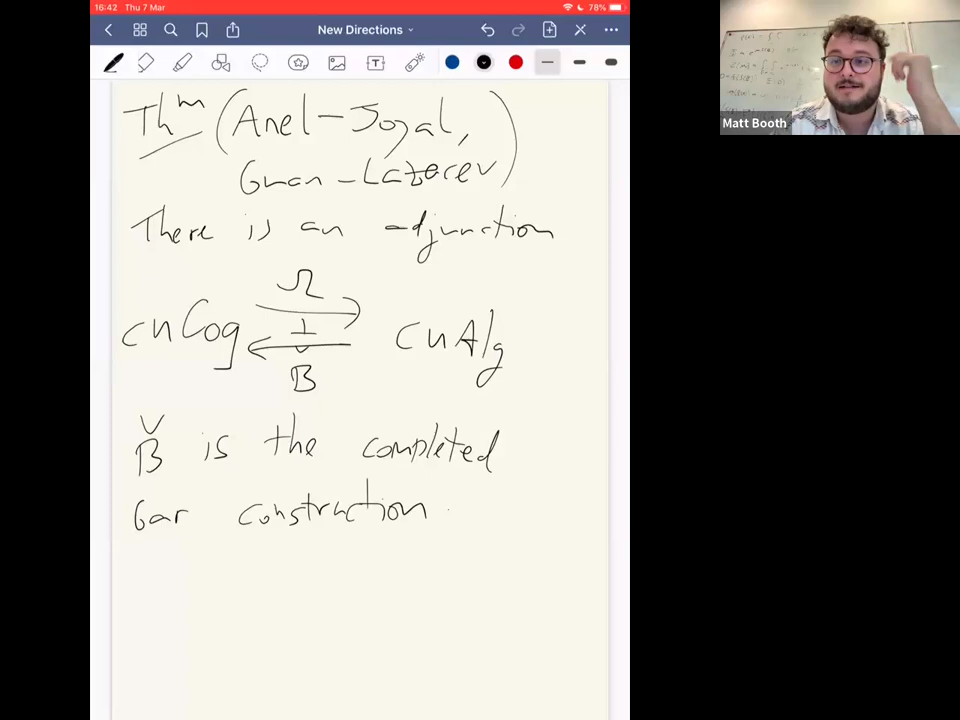 16:42 Thu 7 Mar 78%
New Directions
Thm (Anel-Joyal,
Guan-Lazarev)
There is an adjunction
Ω
cuCog ⊥ cuAlg
B̌
B̌ is the completed
bar construction.
Matt Booth